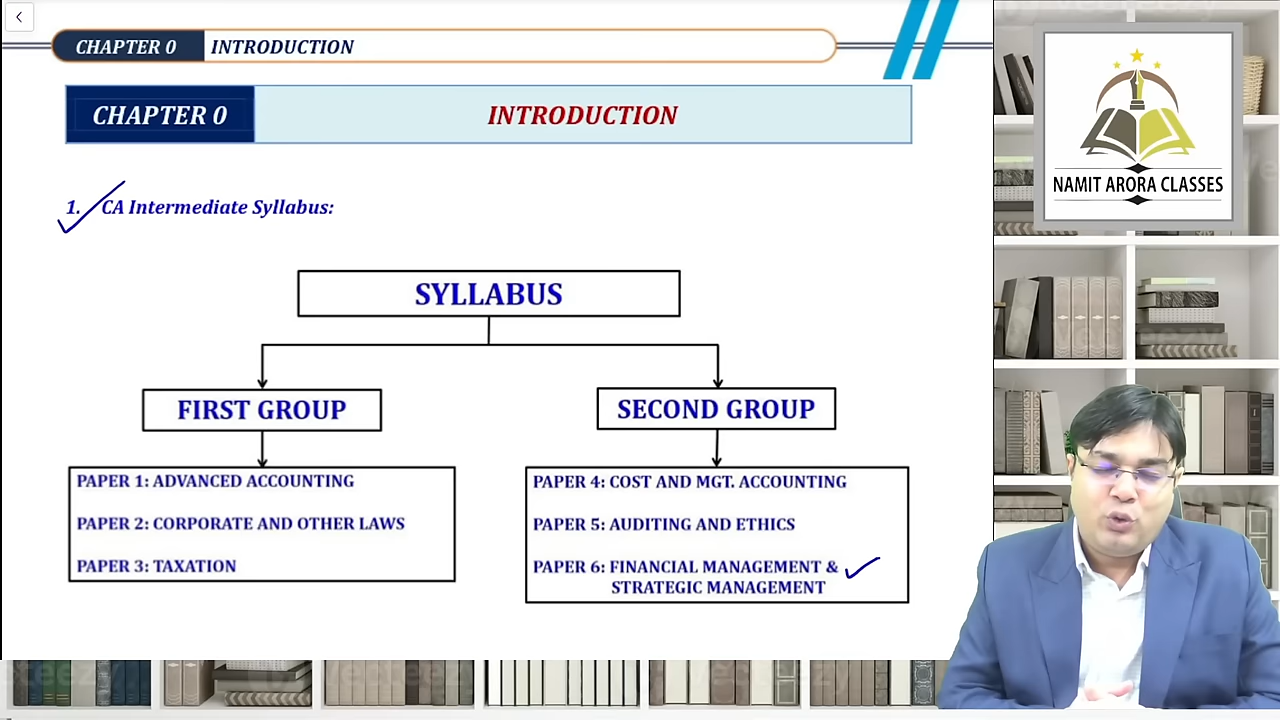 CHAPTER 0 INTRODUCTION
CHAPTER 0 INTRODUCTION
NAMIT ARORA CLASSES
1. CA Intermediate Syllabus:
SYLLABUS
FIRST GROUP
SECOND GROUP
PAPER 1: ADVANCED ACCOUNTING
PAPER 2: CORPORATE AND OTHER LAWS
PAPER 3: TAXATION
PAPER 4: COST AND MGT. ACCOUNTING
PAPER 5: AUDITING AND ETHICS
PAPER 6: FINANCIAL MANAGEMENT &
STRATEGIC MANAGEMENT